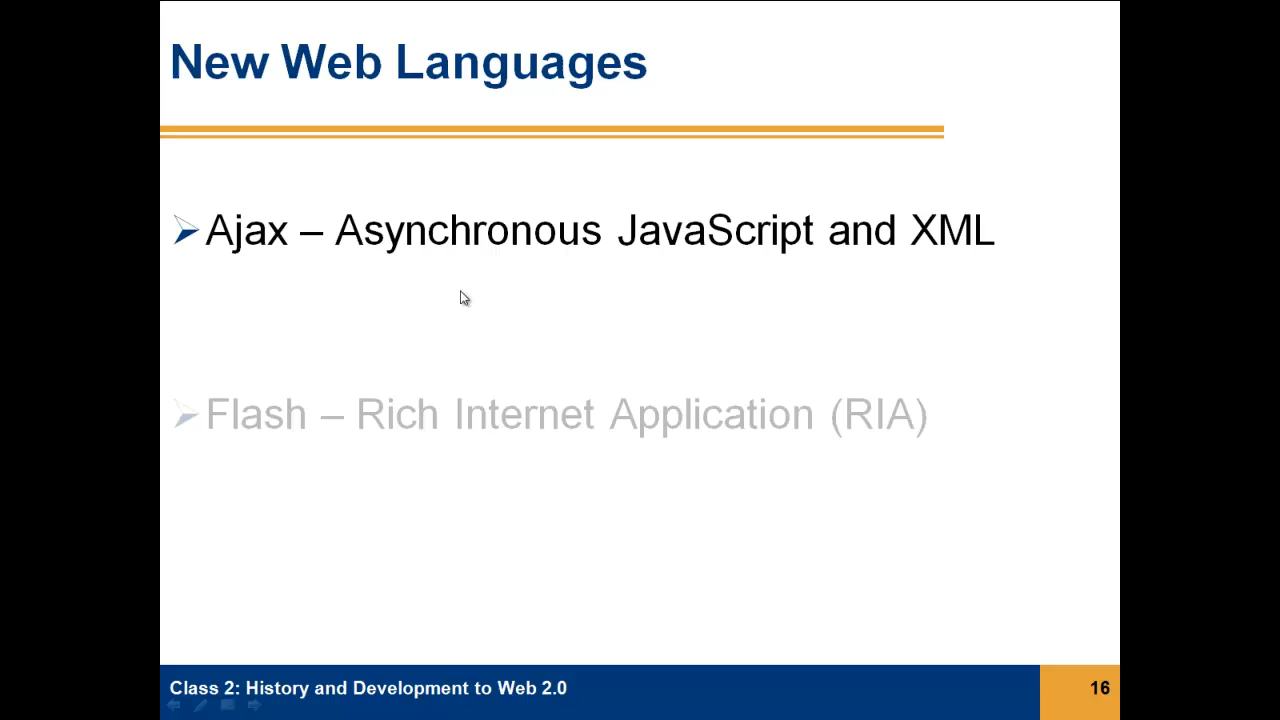 New Web Languages
Ajax – Asynchronous JavaScript and XML
Flash – Rich Internet Application (RIA)
Class 2: History and Development to Web 2.0
16